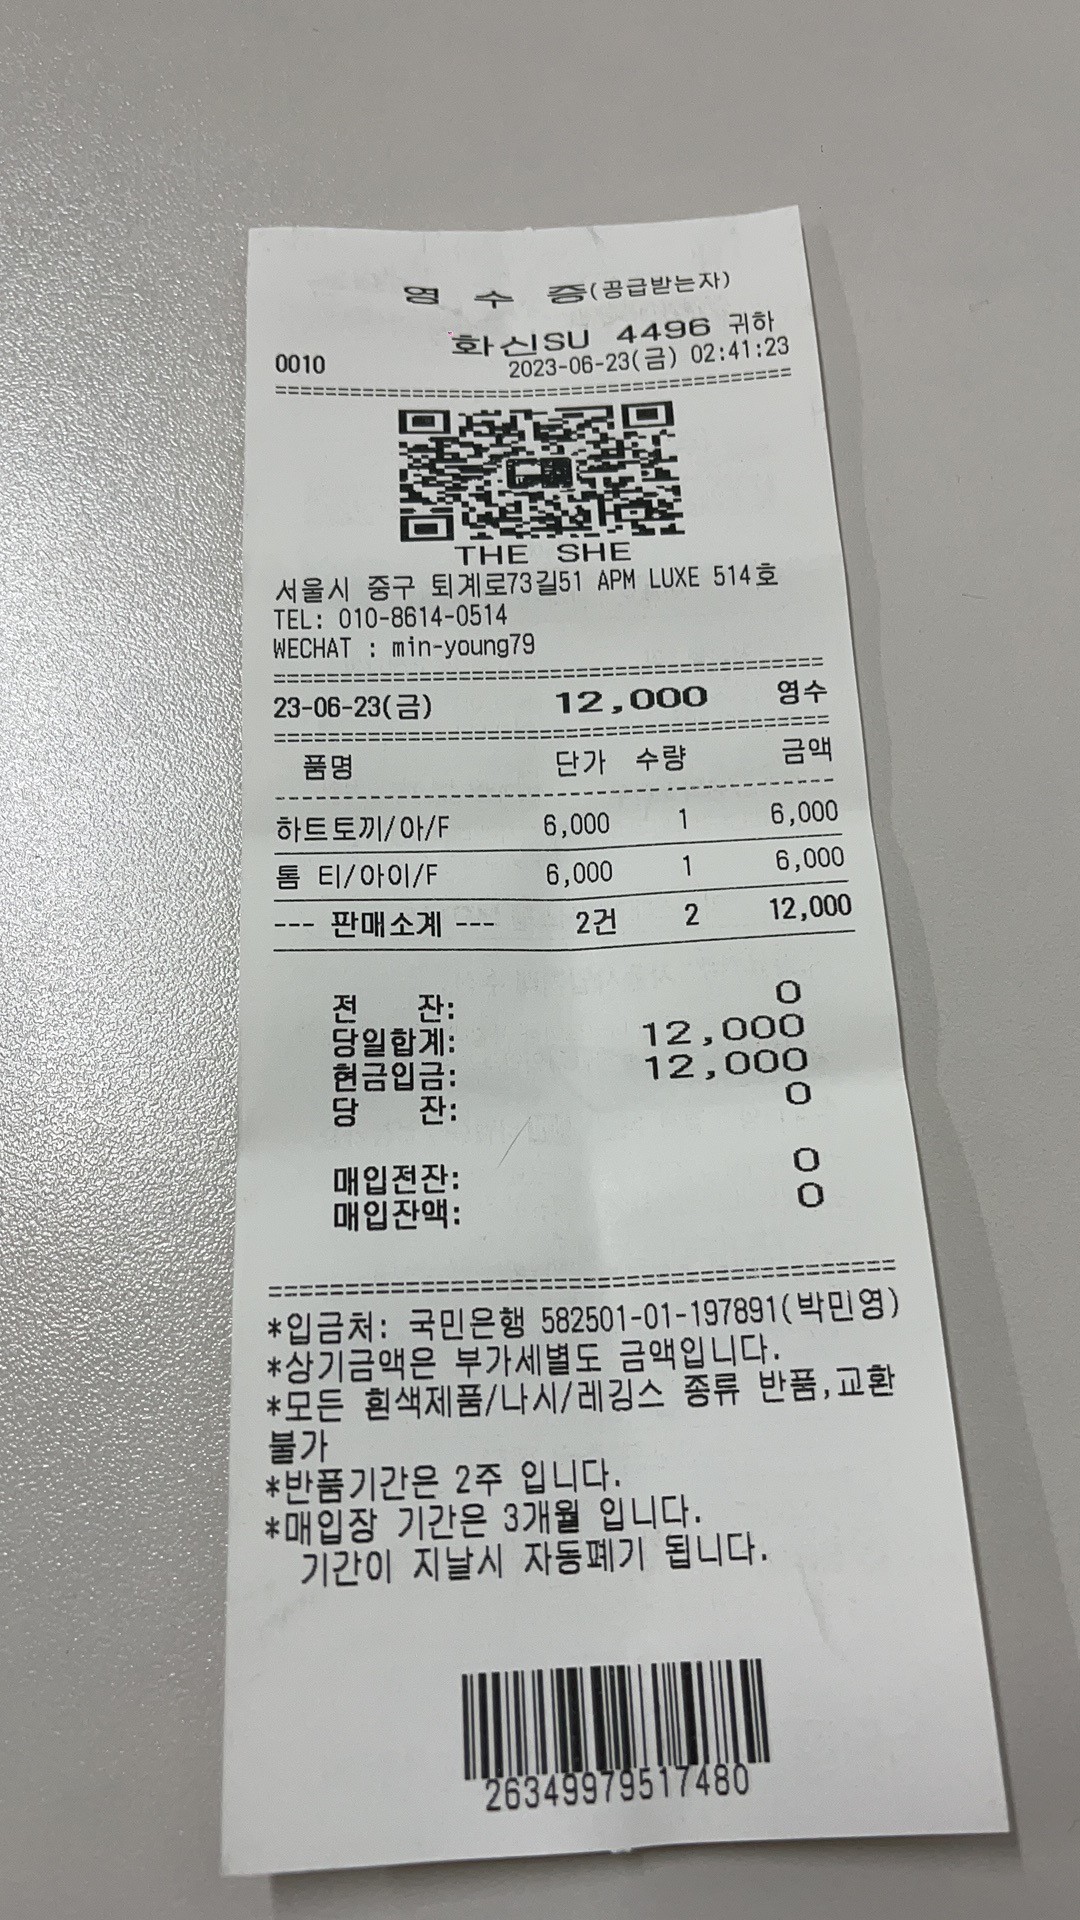 영 수 증(공급받는자)
화신SU 4496 귀하
0010 2023-06-23(금) 02:41:23
========================================
THE SHE
서울시 중구 퇴계로73길51 APM LUXE 514호
TEL: 010-8614-0514
WECHAT : min-young79
========================================
23-06-23(금) 12,000 영수
========================================
품명 단가 수량 금액
----------------------------------------
하트토끼/아/F 6,000 1 6,000
톰 티/아이/F 6,000 1 6,000
--- 판매소계 --- 2건 2 12,000
전 잔: 0
당일합계: 12,000
현금입금: 12,000
당 잔: 0
매입전잔: 0
매입잔액: 0
========================================
*입금처: 국민은행 582501-01-197891(박민영)
*상기금액은 부가세별도 금액입니다.
*모든 흰색제품/나시/레깅스 종류 반품,교환
불가
*반품기간은 2주 입니다.
*매입장 기간은 3개월 입니다.
기간이 지날시 자동폐기 됩니다.
26349979517480